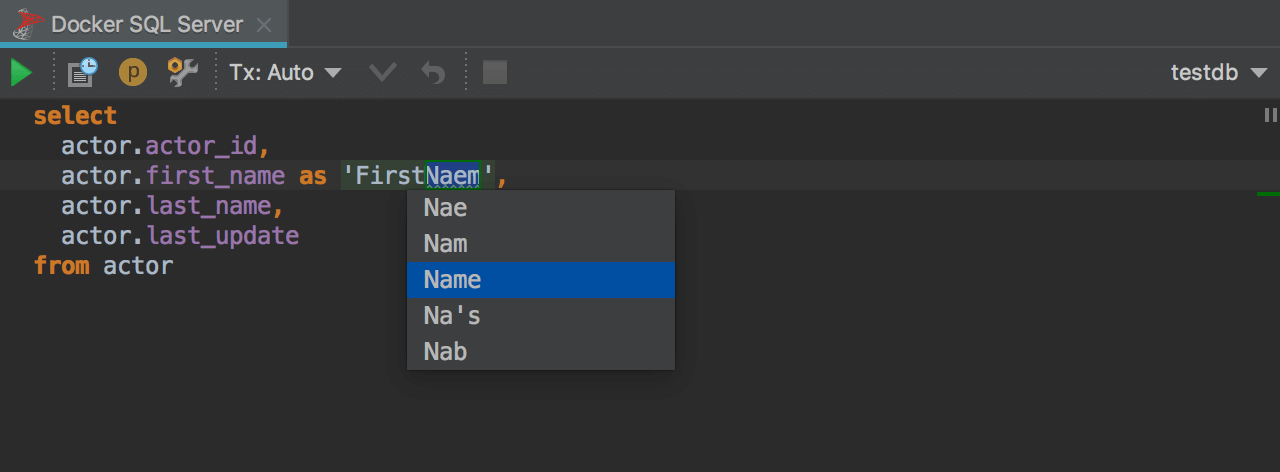 Docker SQL Server
p
Tx: Auto
testdb
select
actor.actor_id,
actor.first_name as 'FirstNaem',
actor.last_name,
actor.last_update
from actor
Nae
Nam
Name
Na's
Nab